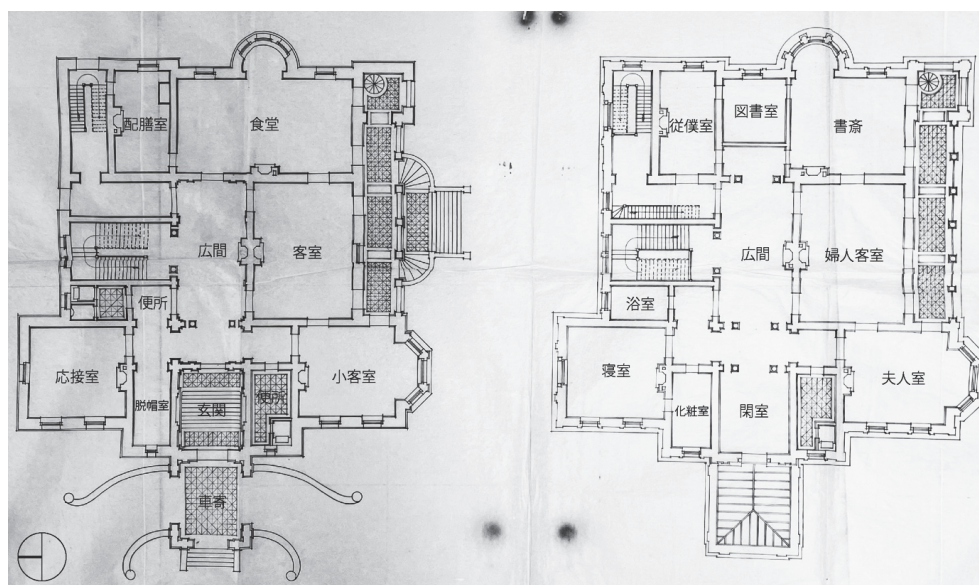 配膳室
食堂
広間
客室
便所
応接室
脱帽室
玄関
便所
小客室
車寄
従僕室
図書室
書斎
広間
婦人客室
浴室
寝室
化粧室
閑室
夫人室